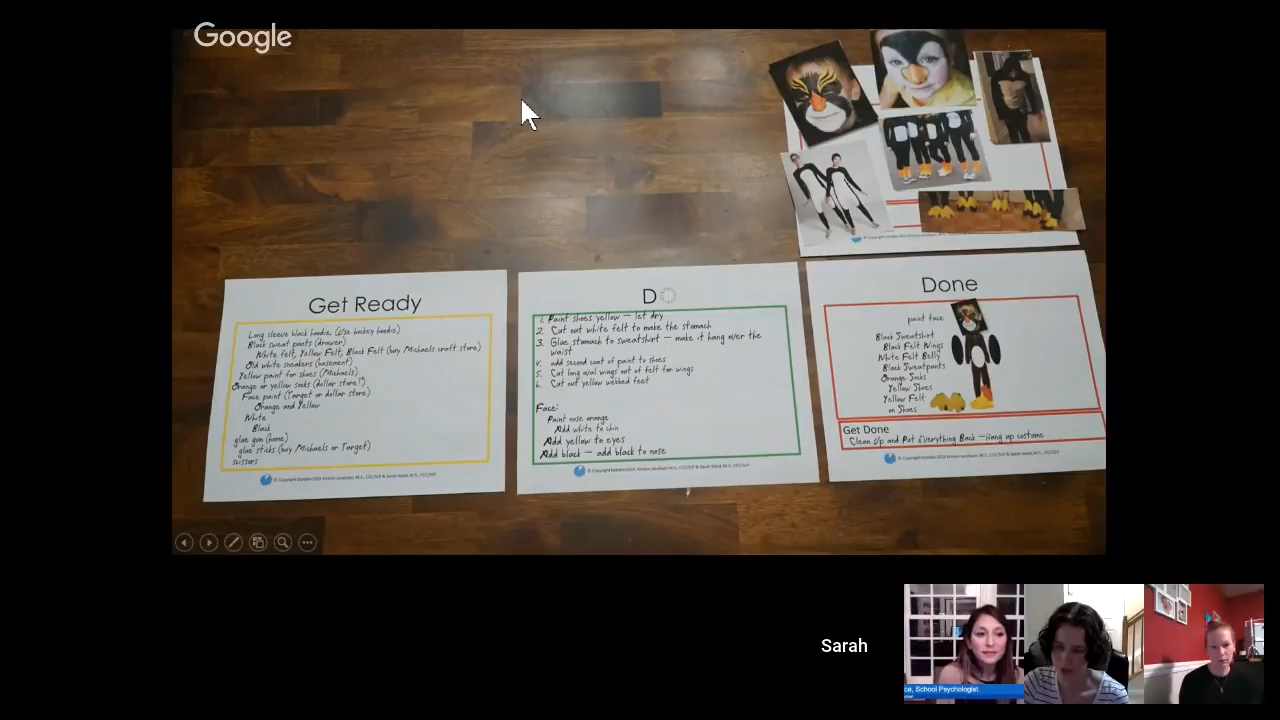 Google
Get Ready
Long sleeve black hoodie (Use hockey hoodie)
Black sweat pants (drawer)
White felt, Yellow Felt, Black Felt (buy Michaels craft store)
Old white sneakers (basement)
Yellow paint for shoes (Michaels)
Orange or yellow socks (dollar store?)
Face paint (Target or dollar store)
Orange and Yellow
White
Black
glue gun (home)
glue sticks (buy Michaels or Target)
scissors
Do
1. Paint shoes yellow — let dry
2. Cut out white felt to make the stomach
3. Glue stomach to sweatshirt — make it hang over the
waist
4. add second coat of paint to shoes
5. Cut long oval wings out of felt for wings
6. Cut out yellow webbed feet
Face:
Paint nose orange
Add white to chin
Add yellow to eyes
Add black — add black to nose
Done
paint face
Black Sweatshirt
Black Felt Wings
White Felt Belly
Black Sweatpants
Orange Socks
Yellow Shoes
Yellow Felt
on Shoes
Get Done
Clean Up and Put Everything Back — Hang up costume
Sarah
ce, School Psychologist